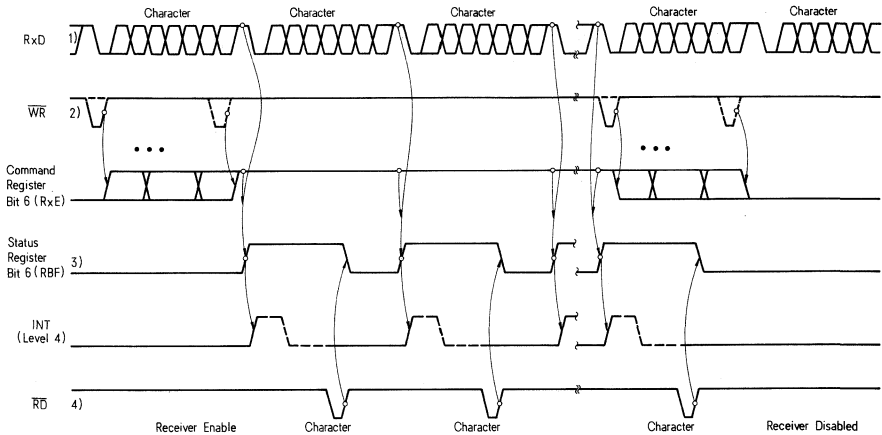 Character Character Character Character Character
RxD 1)
WR 2)
• • • • • •
Command
Register
Bit 6 (RxE)
Status
Register 3)
Bit 6 (RBF)
INT
(Level 4)
RD 4)
Receiver Enable Character Character Character Receiver Disabled